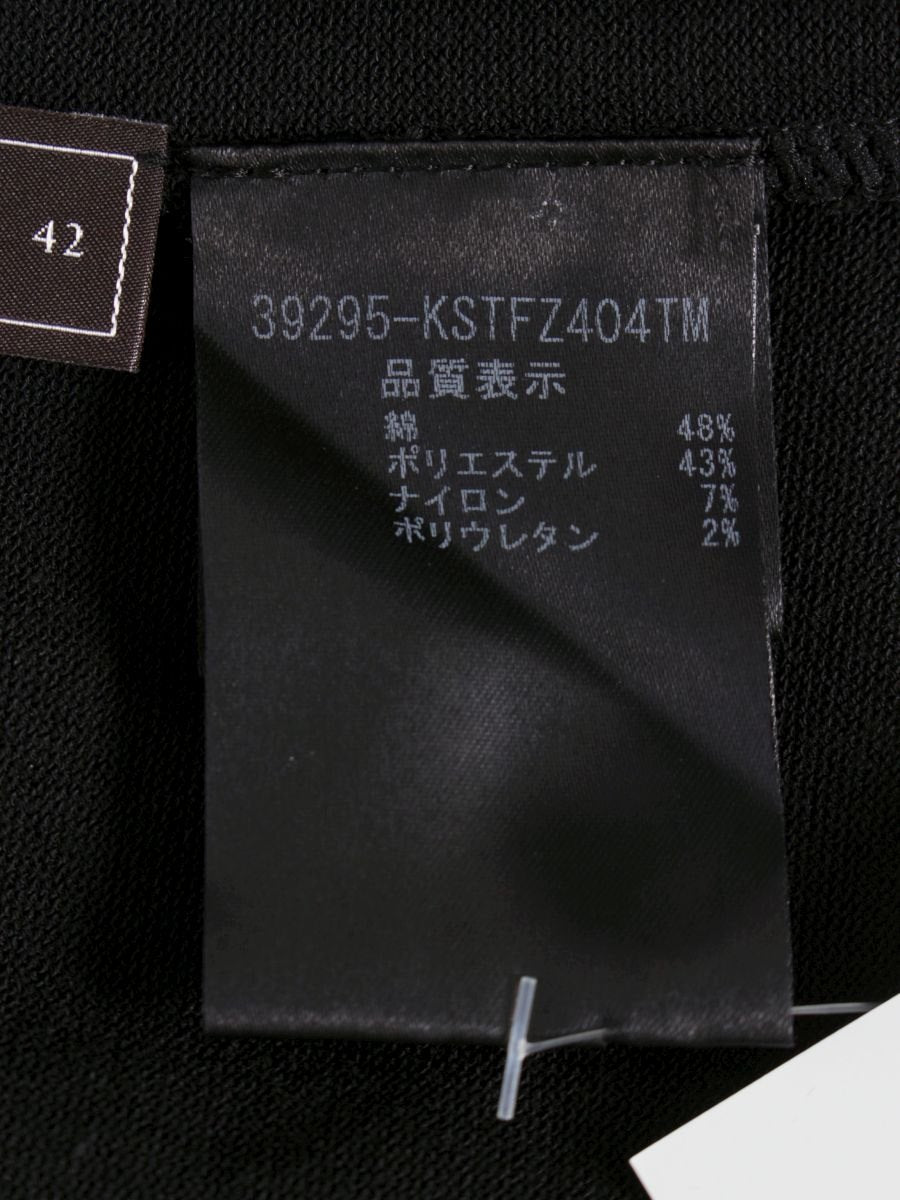 42
39295-KSTFZ404TM
品質表示
綿 48%
ポリエステル 43%
ナイロン 7%
ポリウレタン 2%